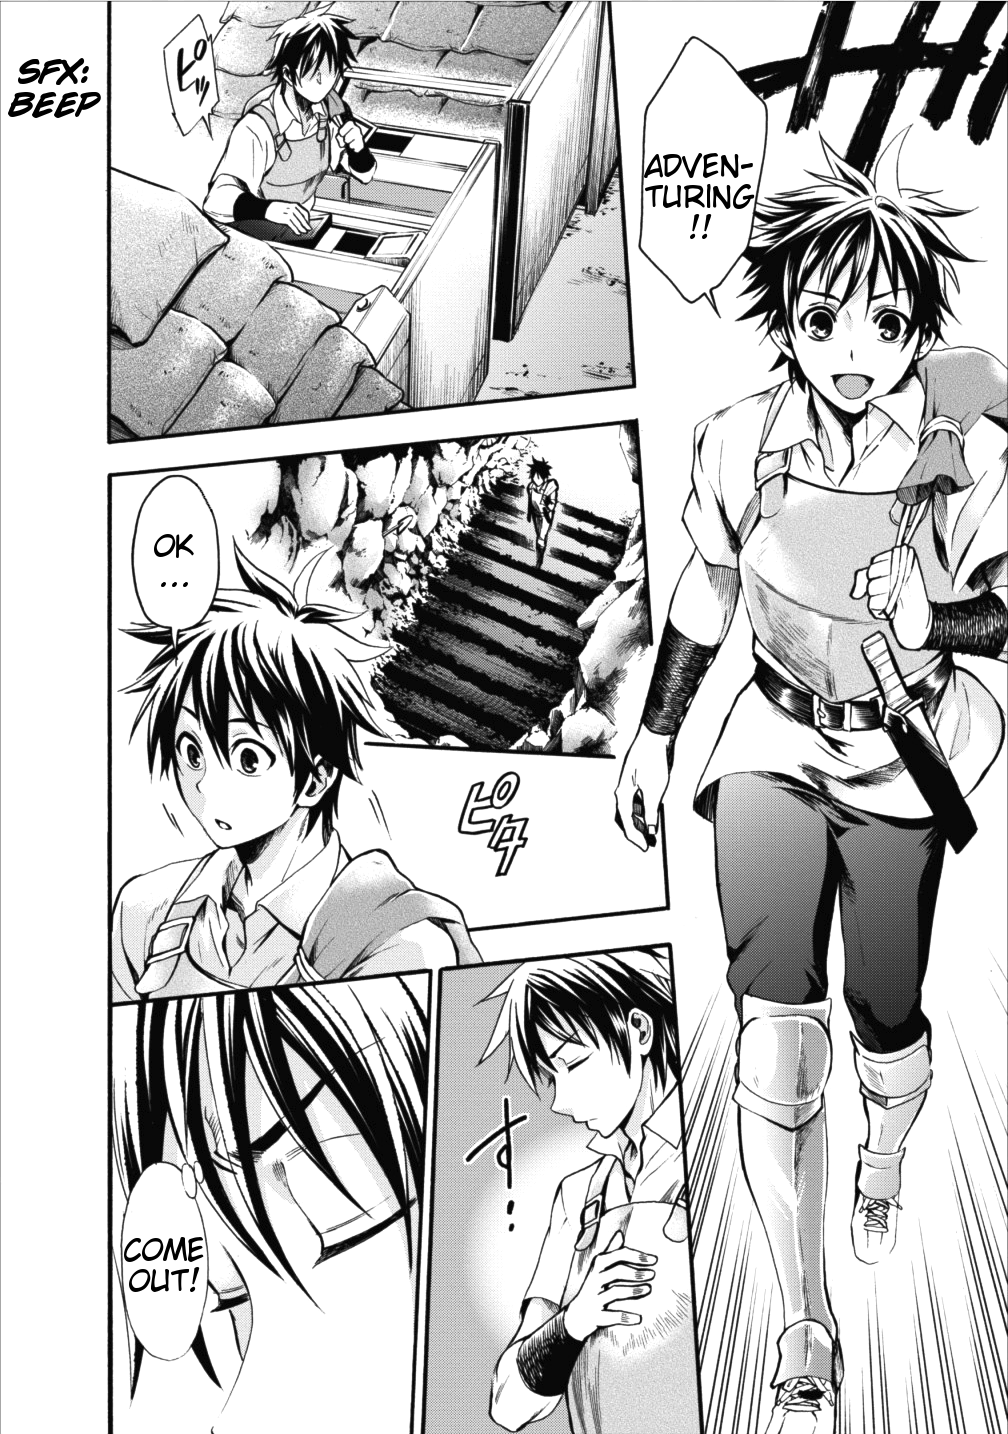 ADVEN-
TURING
!!
SFX:
BEEP
ピッ
OK
...
ピタ
す...
COME
OUT!